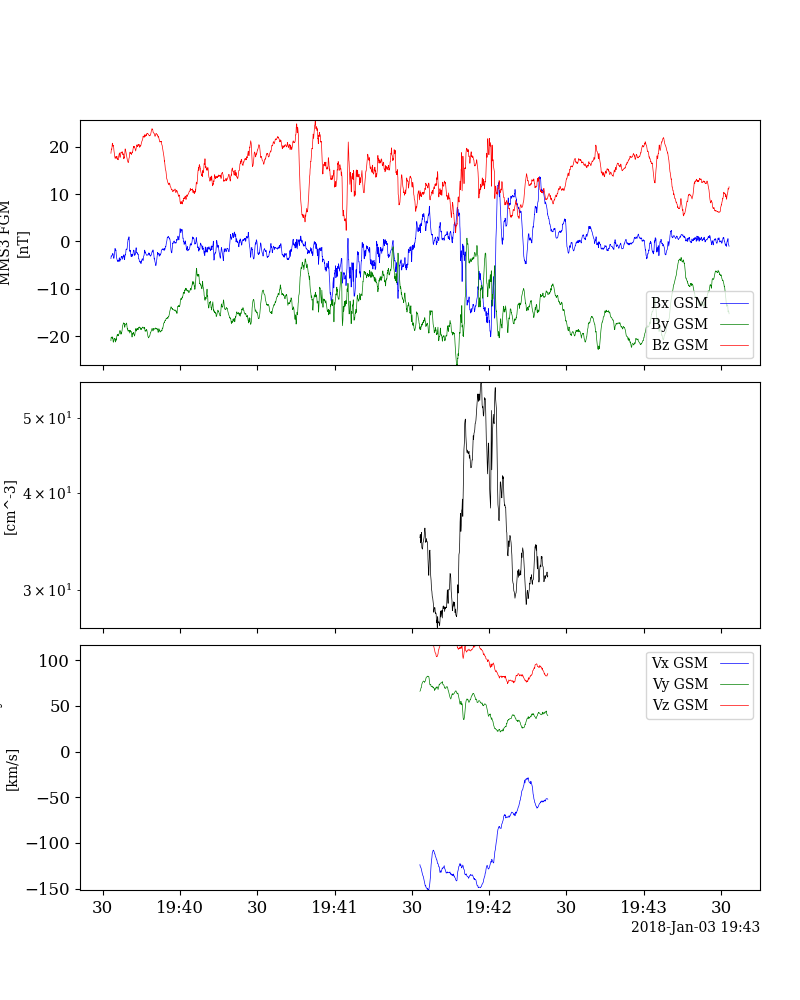 20
10
0
−10
−20
MMS3 FGM
[nT]
Bx GSM
By GSM
Bz GSM
5 × 10¹
4 × 10¹
3 × 10¹
[cm^-3]
100
50
0
−50
−100
−150
[km/s]
Vx GSM
Vy GSM
Vz GSM
30 19:40 30 19:41 30 19:42 30 19:43 30
2018-Jan-03 19:43